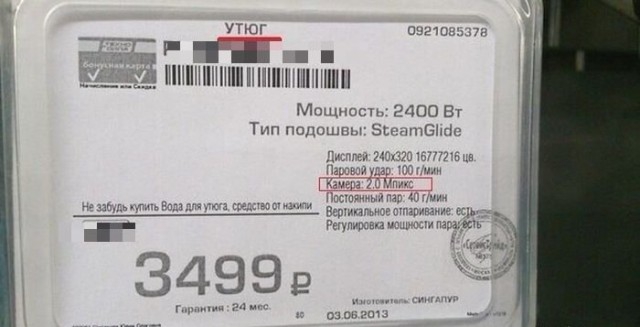 УТЮГ
0921085378
бонусная карта
Начисление или Скидка
Мощность: 2400 Вт
Тип подошвы: SteamGlide
Дисплей: 240x320 16777216 цв.
Паровой удар: 100 г/мин
Камера: 2.0 Мпикс
Постоянный пар: 40 г/мин
Вертикальное отпаривание: есть
Регулировка мощности пара: есть
Не забудь купить Вода для утюга, средство от накипи
3499 ₽
Гарантия: 24 мес.
во
Изготовитель: СИНГАПУР
03.06.2013